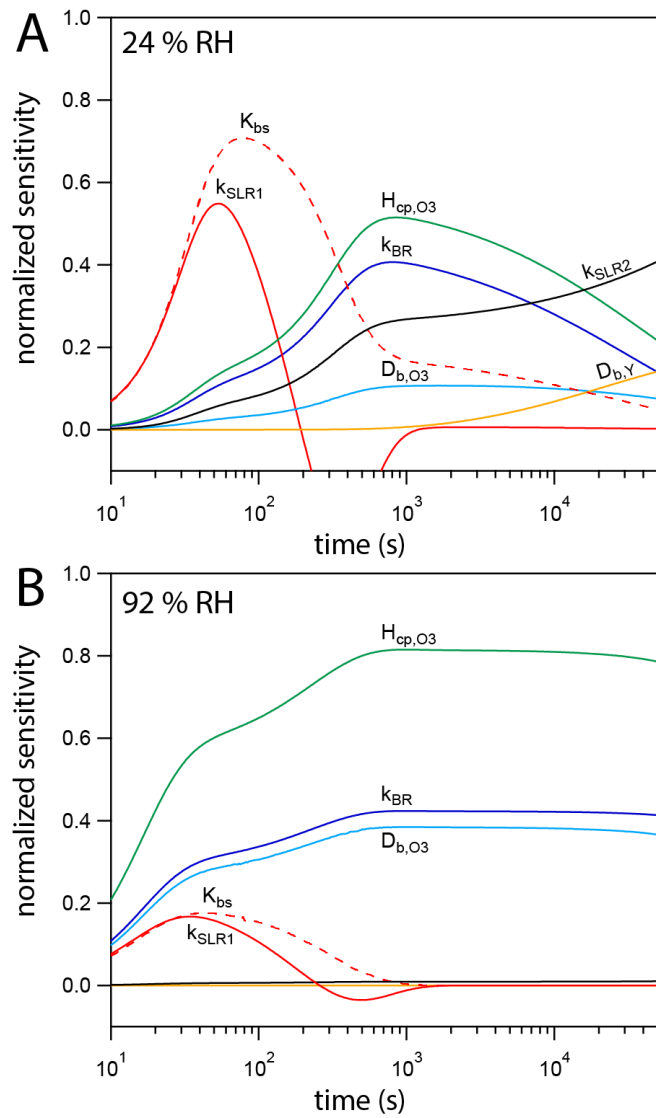 A
24 % RH
normalized sensitivity
1.0
0.8
0.6
0.4
0.2
0.0
K_bs
k_SLR1
H_cp,O3
k_BR
k_SLR2
D_b,O3
D_b,Y
10^1
10^2
10^3
10^4
time (s)
B
92 % RH
normalized sensitivity
1.0
0.8
0.6
0.4
0.2
0.0
H_cp,O3
k_BR
D_b,O3
K_bs
k_SLR1
10^1
10^2
10^3
10^4
time (s)